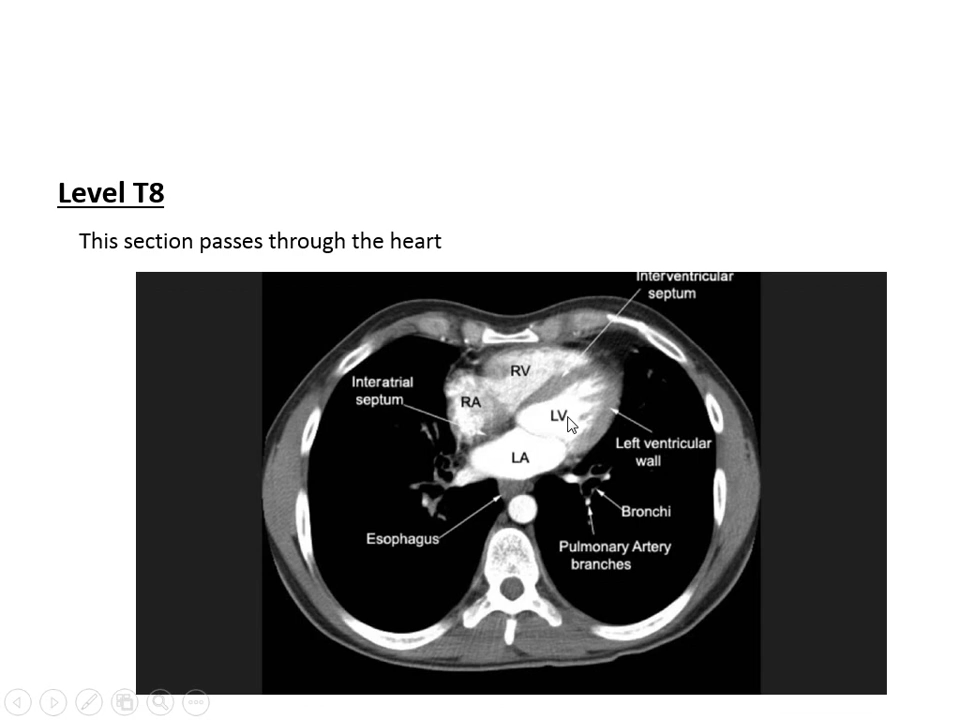 Level T8
This section passes through the heart
Interventricular
septum
RV
Interatrial
septum
RA
LV
Left ventricular
wall
LA
Bronchi
Esophagus
Pulmonary Artery
branches